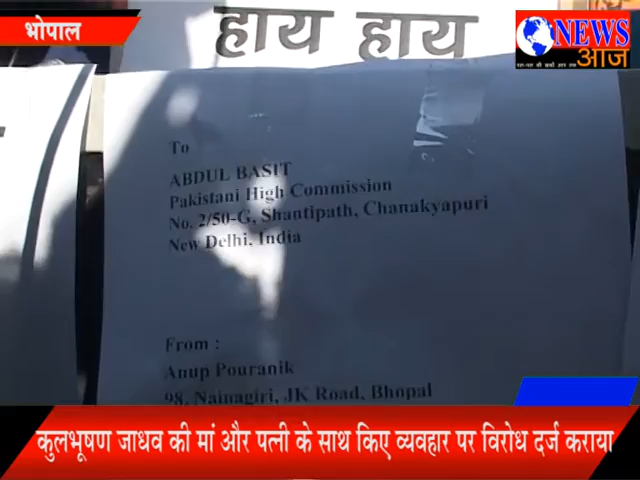 भोपाल
हाय हाय
NEWS
आज
To
ABDUL BASIT
Pakistani High Commission
No. 2/50-G, Shantipath, Chanakyapuri
New Delhi, India
From :
Anup Pouranik
98, Nainagiri, JK Road, Bhopal
कुलभूषण जाधव की मां और पत्नी के साथ किए व्यवहार पर विरोध दर्ज कराया